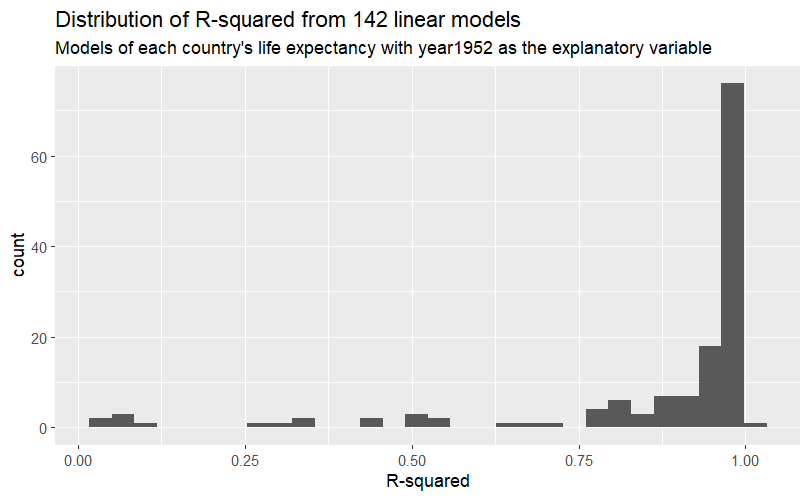 Distribution of R-squared from 142 linear models
Models of each country's life expectancy with year1952 as the explanatory variable
count
60
40
20
0
0.00
0.25
0.50
0.75
1.00
R-squared